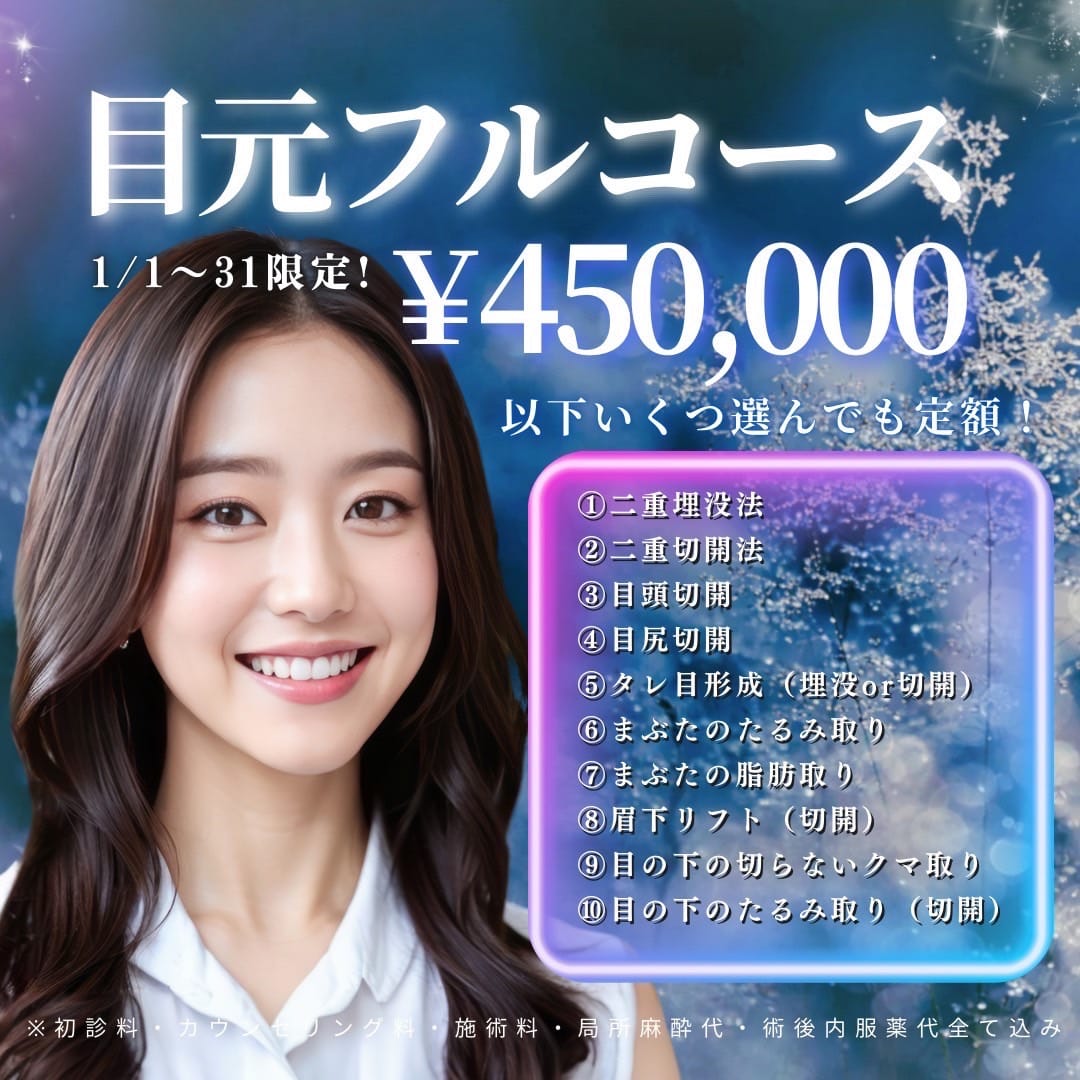 目元フルコース
1/1〜31限定!
¥450,000
以下いくつ選んでも定額！
①二重埋没法
②二重切開法
③目頭切開
④目尻切開
⑤タレ目形成（埋没or切開）
⑥まぶたのたるみ取り
⑦まぶたの脂肪取り
⑧眉下リフト（切開）
⑨目の下の切らないクマ取り
⑩目の下のたるみ取り（切開）
※初診料・カウンセリング料・施術料・局所麻酔代・術後内服薬代全て込み